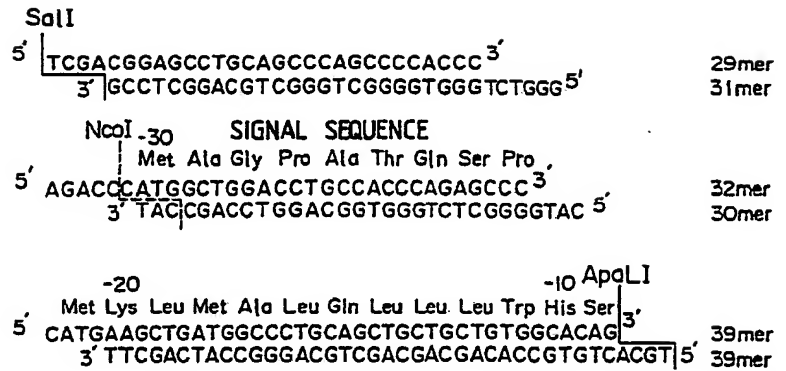 SalI
5' TCGACGGAGCCTGCAGCCCAGCCCCACCC 3' 29mer
3' GCCTCGGACGTCGGGTCGGGGTGGGTCTGGG 5' 31mer
NcoI -30 SIGNAL SEQUENCE
Met Ala Gly Pro Ala Thr Gln Ser Pro
5' AGACCCATGGCTGGACCTGCCACCCAGAGCCC 3' 32mer
3' TACCGACCTGGACGGTGGGTCTCGGGGTAC 5' 30mer
-20 -10 ApaLI
Met Lys Leu Met Ala Leu Gln Leu Leu Leu Trp His Ser
5' CATGAAGCTGATGGCCCTGCAGCTGCTGCTGTGGCACAG 3' 39mer
3' TTCGACTACCGGGACGTCGACGACGACACCGTGTCACGT 5' 39mer